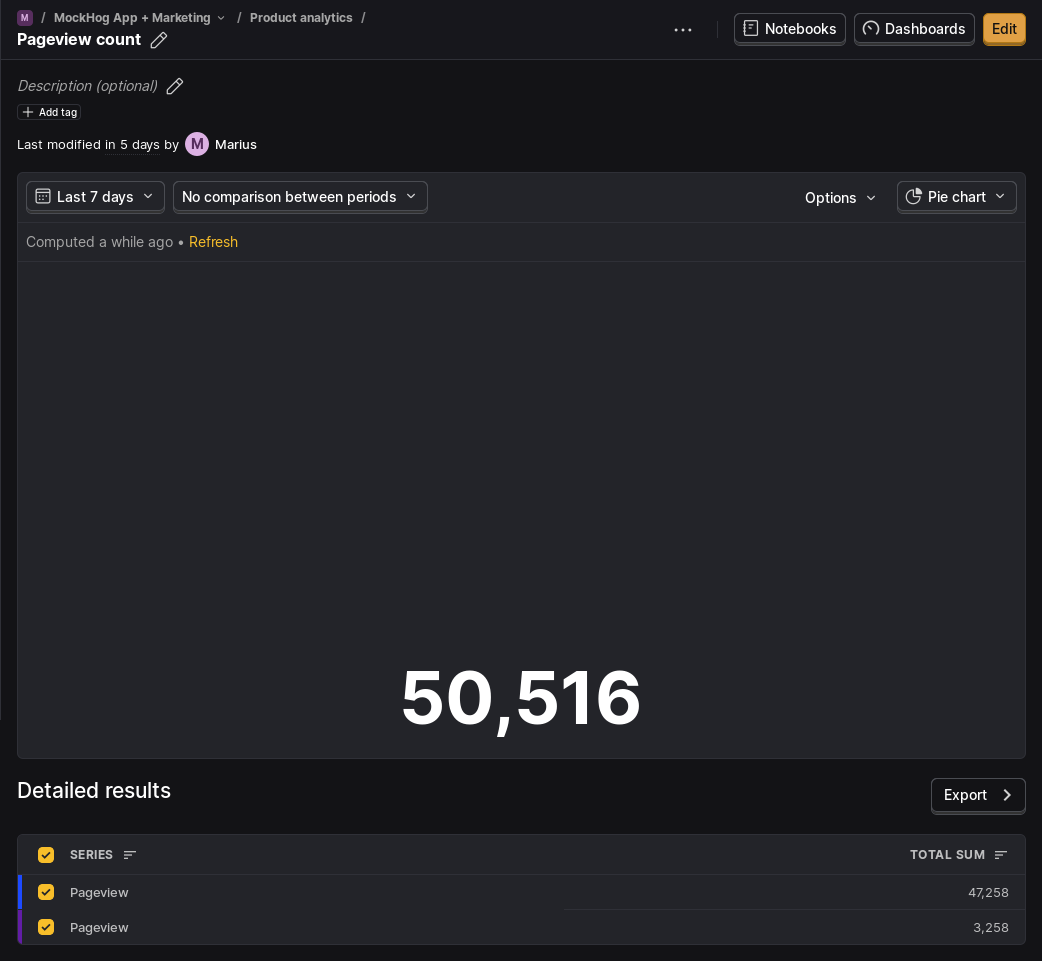 M / MockHog App + Marketing / Product analytics /
Pageview count
Notebooks
Dashboards
Edit
Description (optional)
Add tag
Last modified in 5 days by M Marius
Last 7 days
No comparison between periods
Options
Pie chart
Computed a while ago • Refresh
50,516
Detailed results
Export
SERIES TOTAL SUM
Pageview 47,258
Pageview 3,258